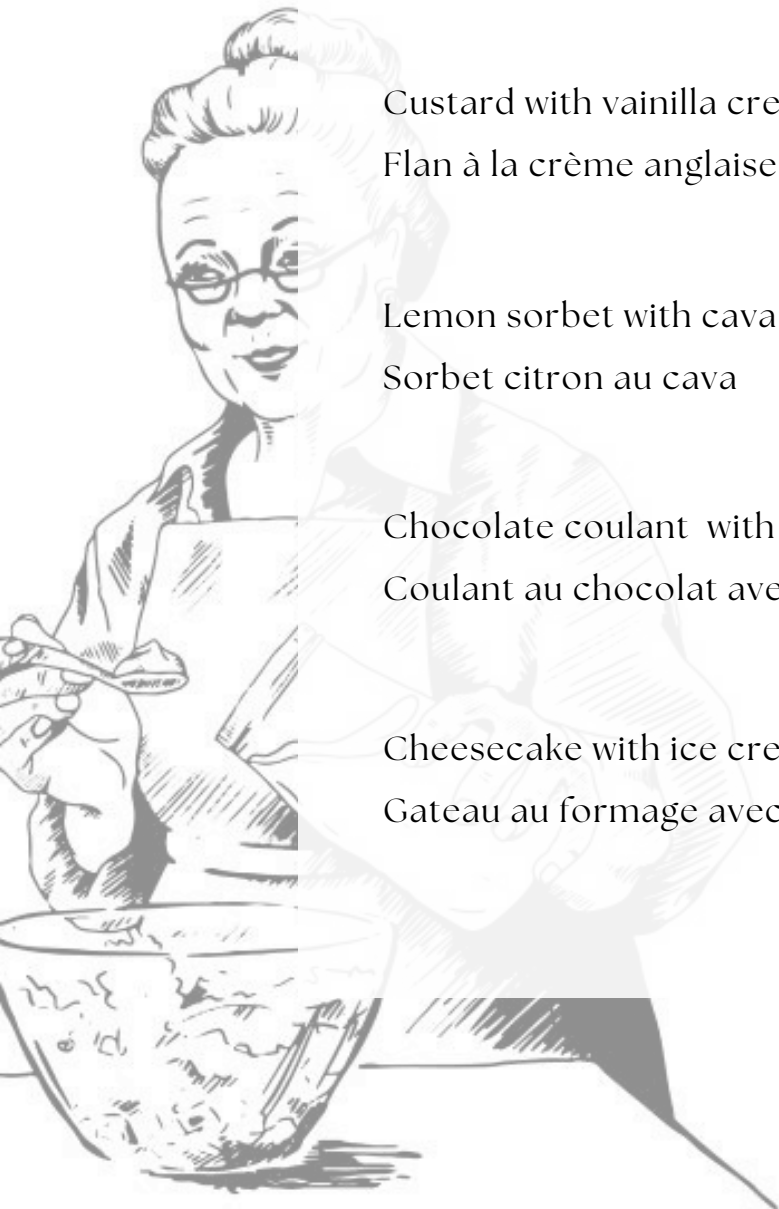 Custard with vainilla cre
Flan à la crème anglaise
Lemon sorbet with cava
Sorbet citron au cava
Chocolate coulant with
Coulant au chocolat ave
Cheesecake with ice cre
Gateau au formage avec